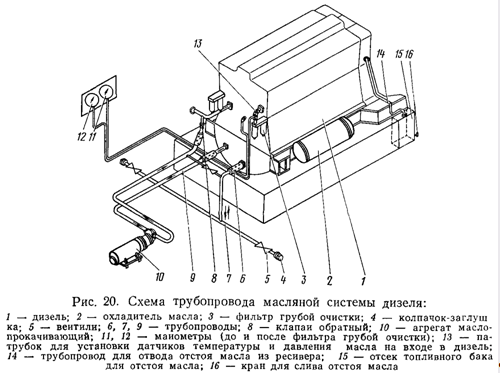 13
14
15
16
12
11
10
9
8
7
6
5
4
3
2
1
Рис. 20. Схема трубопровода масляной системы дизеля:
1 — дизель; 2 — охладитель масла; 3 — фильтр грубой очистки; 4 — колпачок-заглуш
ка; 5 — вентили; 6, 7, 9 — трубопроводы; 8 — клапан обратный; 10 — агрегат масло-
прокачивающий; 11, 12 — манометры (до и после фильтра грубой очистки); 13 — па-
трубок для установки датчиков температуры и давления масла на входе в дизель;
14 — трубопровод для отвода отстоя масла из ресивера; 15 — отсек топливного бака
для отстоя масла; 16 — кран для слива отстоя масла